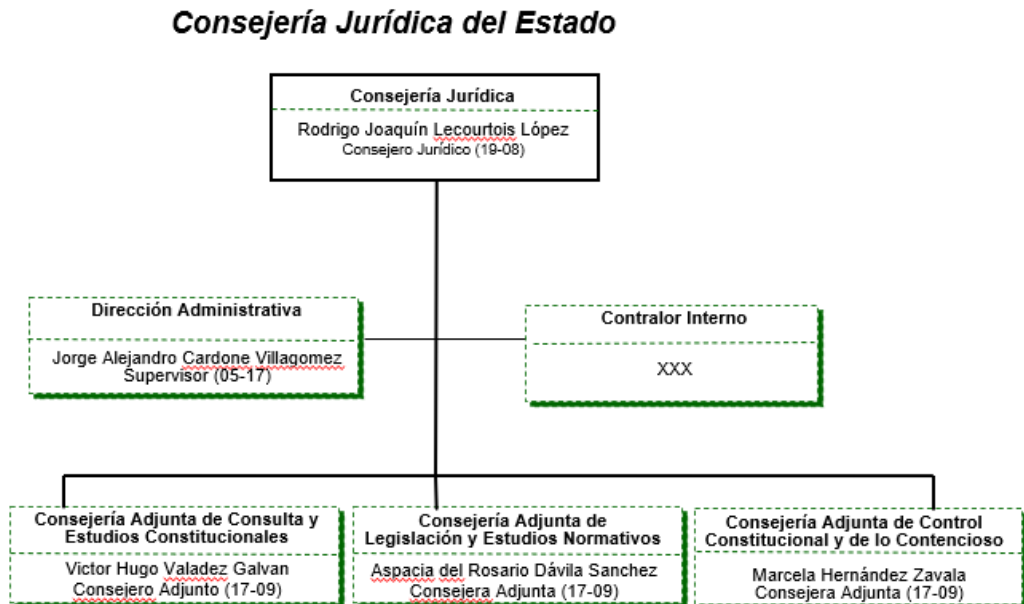 Consejería Jurídica del Estado
Consejería Jurídica
Rodrigo Joaquín Lecourtois López
Consejero Jurídico (19-08)
Dirección Administrativa
Jorge Alejandro Cardone Villagomez
Supervisor (05-17)
Contralor Interno
XXX
Consejería Adjunta de Consulta y
Estudios Constitucionales
Victor Hugo Valadez Galvan
Consejero Adjunto (17-09)
Consejería Adjunta de
Legislación y Estudios Normativos
Aspacia del Rosario Dávila Sanchez
Consejera Adjunta (17-09)
Consejería Adjunta de Control
Constitucional y de lo Contencioso
Marcela Hernández Zavala
Consejera Adjunta (17-09)